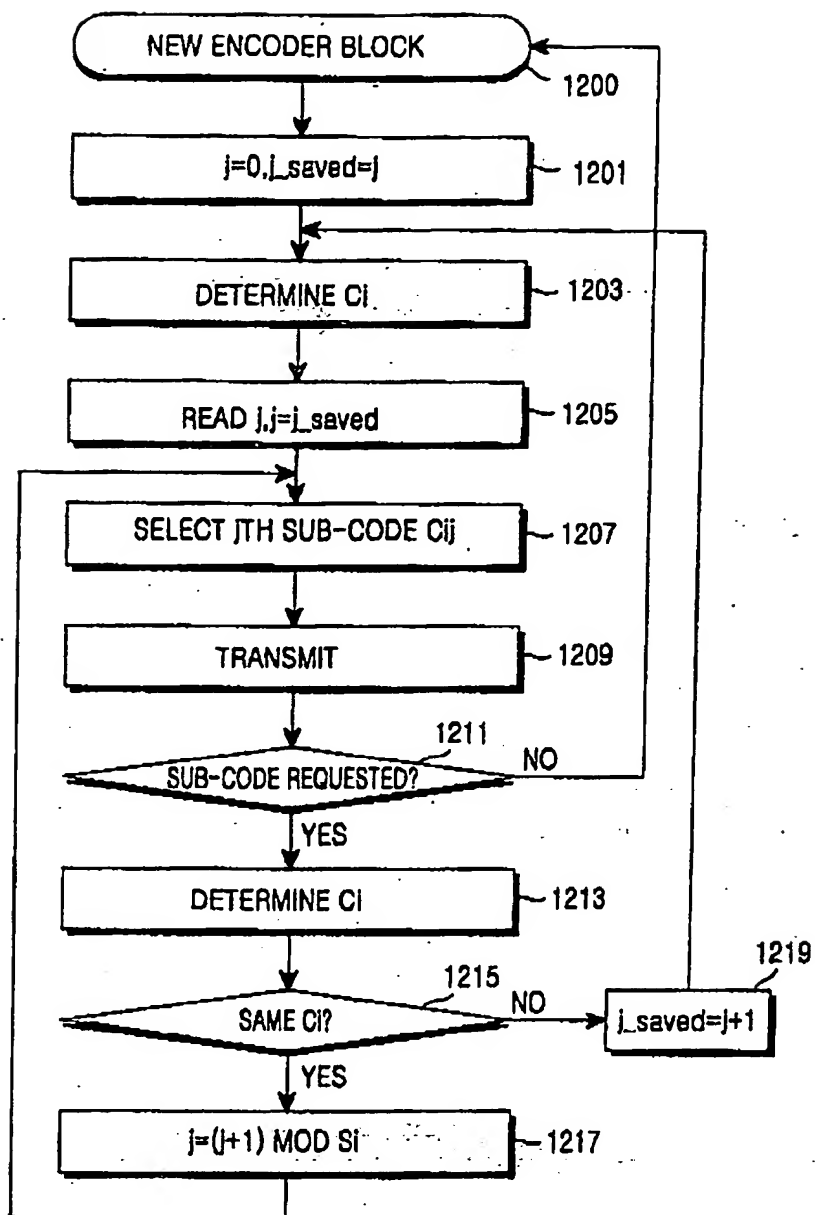 NEW ENCODER BLOCK
1200
j=0,j_saved=j
1201
DETERMINE Ci
1203
READ j,j=j_saved
1205
SELECT jTH SUB-CODE Cij
1207
TRANSMIT
1209
1211
SUB-CODE REQUESTED?
NO
YES
DETERMINE Ci
1213
1215
SAME Ci?
NO
1219
j_saved=j+1
YES
j=(j+1) MOD Si
1217